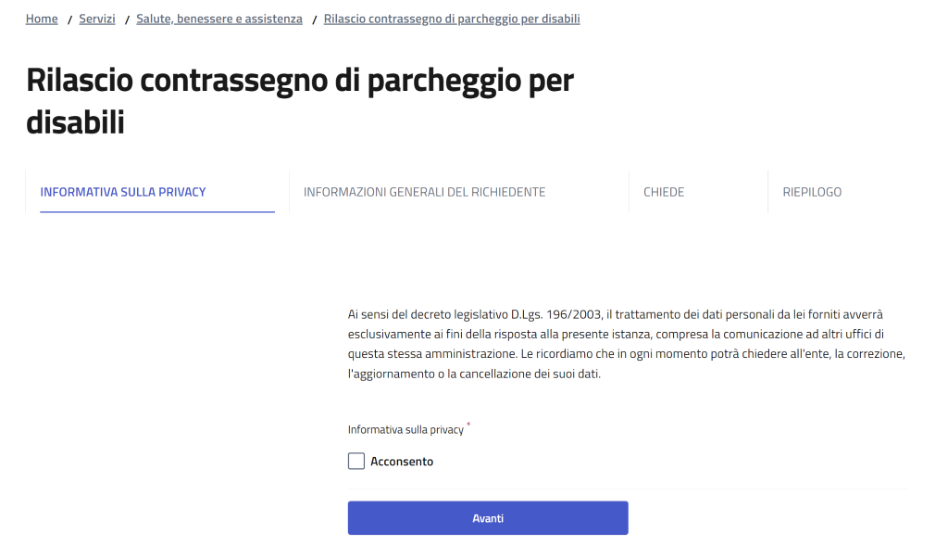 Home / Servizi / Salute, benessere e assistenza / Rilascio contrassegno di parcheggio per disabili
Rilascio contrassegno di parcheggio per
disabili
INFORMATIVA SULLA PRIVACY
INFORMAZIONI GENERALI DEL RICHIEDENTE
CHIEDE
RIEPILOGO
Ai sensi del decreto legislativo D.Lgs. 196/2003, il trattamento dei dati personali da lei forniti avverrà
esclusivamente ai fini della risposta alla presente istanza, compresa la comunicazione ad altri uffici di
questa stessa amministrazione. Le ricordiamo che in ogni momento potrà chiedere all'ente, la correzione,
l'aggiornamento o la cancellazione dei suoi dati.
Informativa sulla privacy *
Acconsento
Avanti